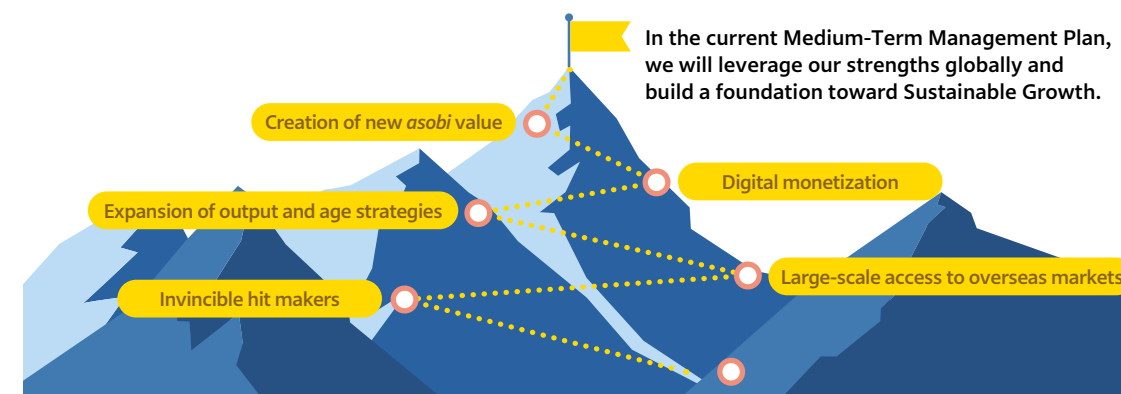 In the current Medium-Term Management Plan,
we will leverage our strengths globally and
build a foundation toward Sustainable Growth.
Creation of new asobi value
Digital monetization
Expansion of output and age strategies
Large-scale access to overseas markets
Invincible hit makers